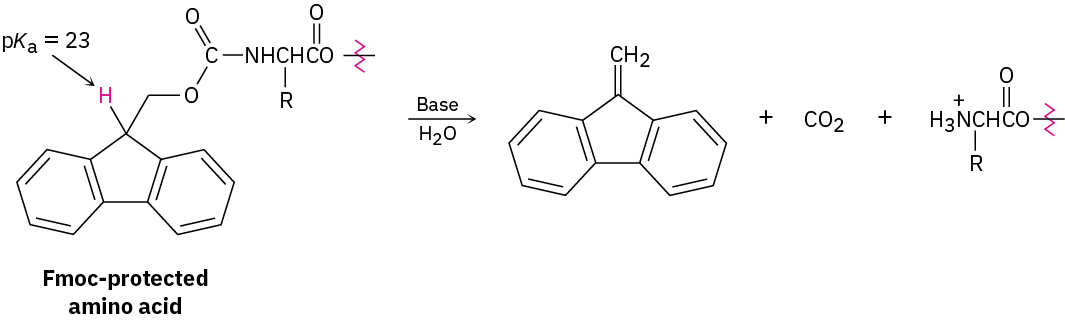 pKa = 23
H
O
C
NHCHCO
O
R
O
Base
H2O
CH2
+
CO2
+
O
+
H3NCHCO
R
Fmoc-protected
amino acid